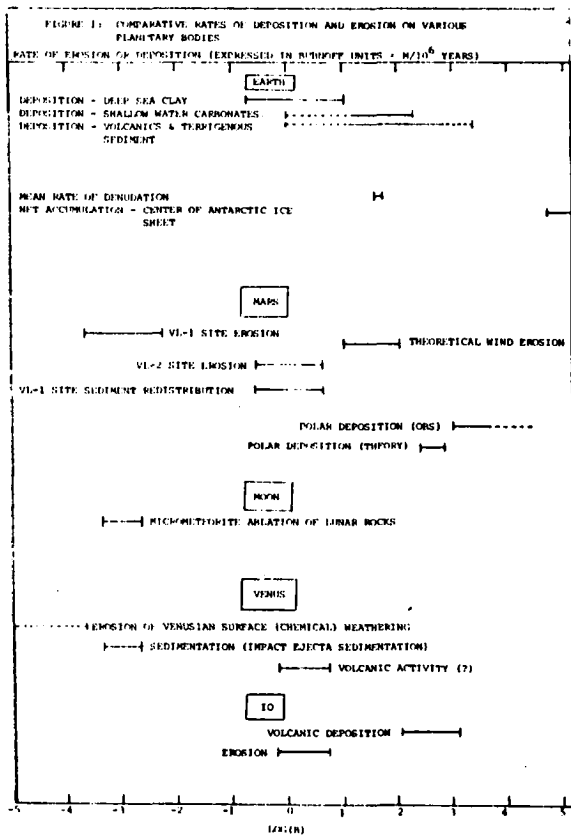 FIGURE 1: COMPARATIVE RATES OF DEPOSITION AND EROSION ON VARIOUS
PLANETARY BODIES
RATE OF EROSION OR DEPOSITION (EXPRESSED IN BUBNOFF UNITS - M/10⁶ YEARS)
EARTH
DEPOSITION - DEEP SEA CLAY
DEPOSITION - SHALLOW WATER CARBONATES
DEPOSITION - VOLCANICS & TERRIGENOUS
SEDIMENT
MEAN RATE OF DENUDATION
NET ACCUMULATION - CENTER OF ANTARCTIC ICE
SHEET
MARS
VL-1 SITE EROSION
THEORETICAL WIND EROSION
VL-2 SITE EROSION
VL-1 SITE SEDIMENT REDISTRIBUTION
POLAR DEPOSITION (OBS)
POLAR DEPOSITION (THEORY)
MOON
MICROMETEORITE ABLATION OF LUNAR ROCKS
VENUS
EROSION OF VENUSIAN SURFACE (CHEMICAL) WEATHERING
SEDIMENTATION (IMPACT EJECTA SEDIMENTATION)
VOLCANIC ACTIVITY (?)
IO
VOLCANIC DEPOSITION
EROSION
-5 -4 -3 -2 -1 0 1 2 3 4 5
LOG(B)